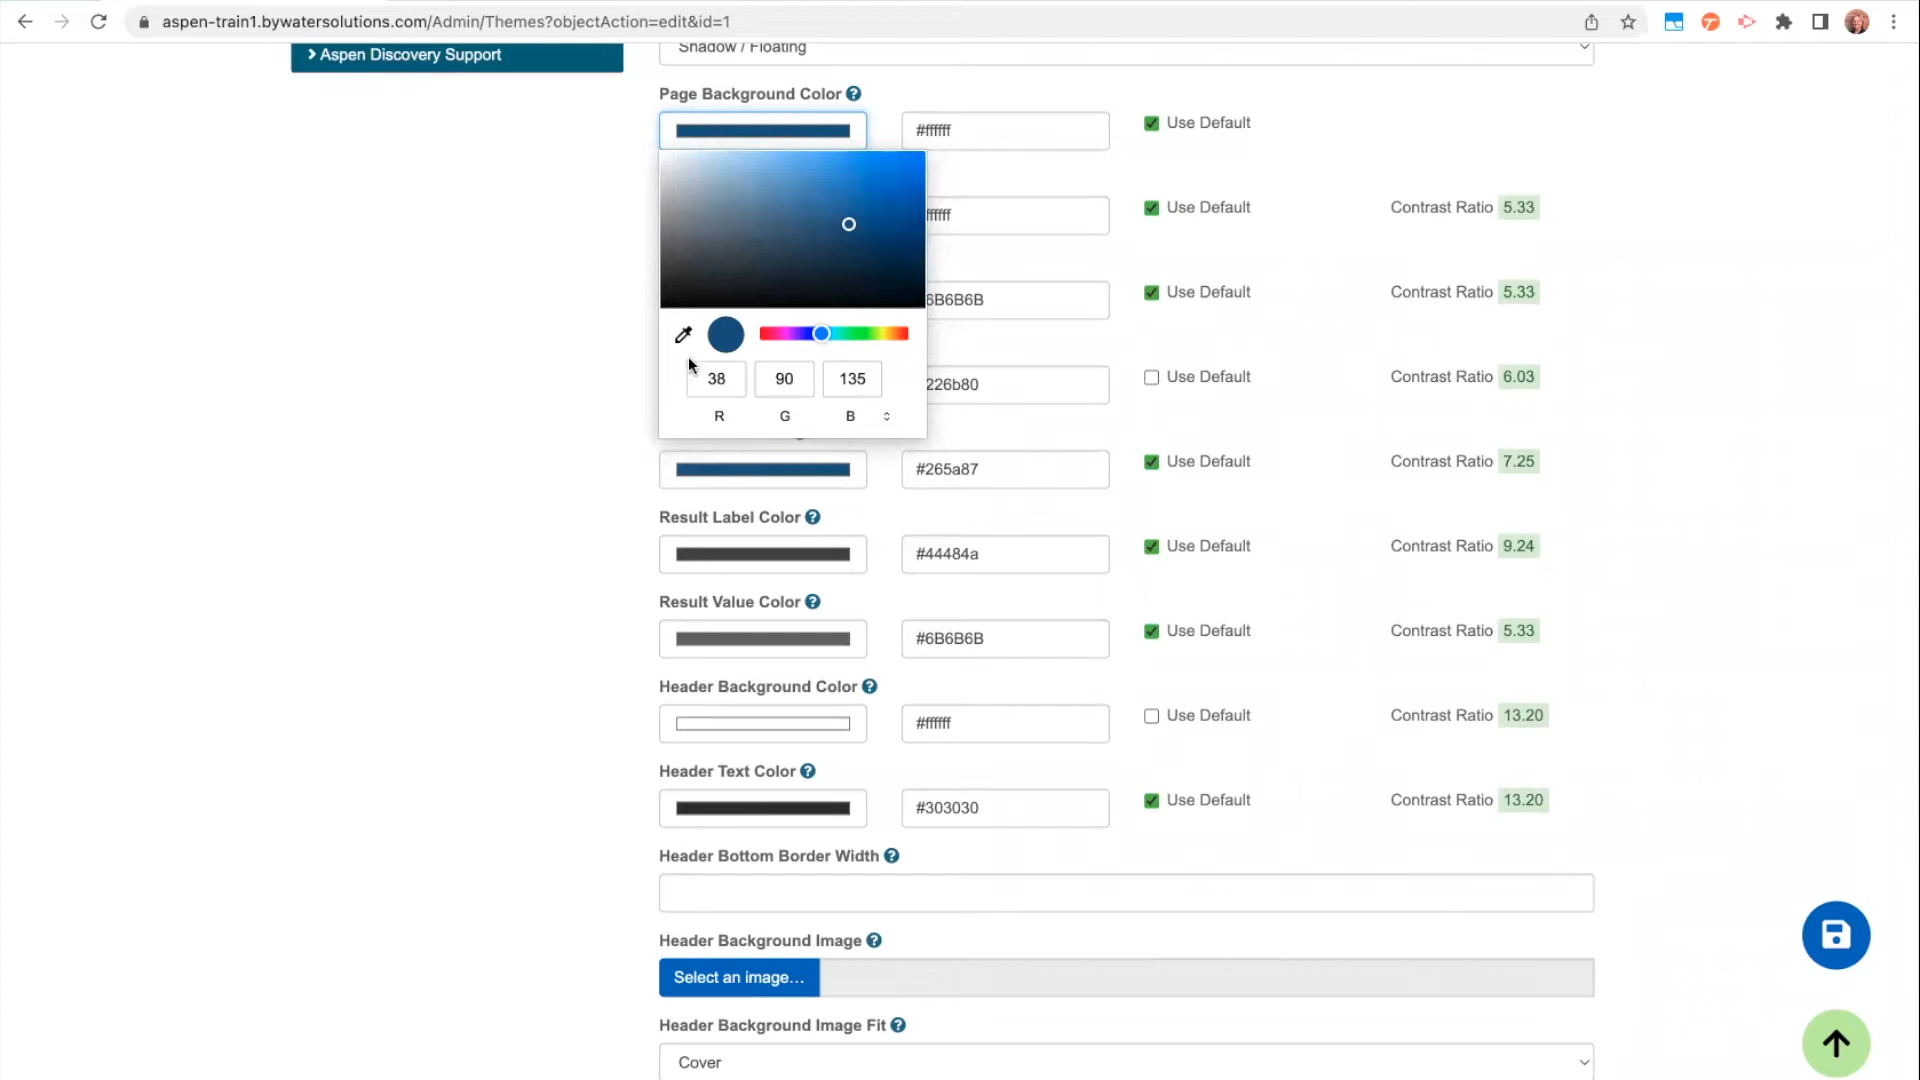 aspen-train1.bywatersolutions.com/Admin/Themes?objectAction=edit&id=1
Aspen Discovery Support
Shadow / Floating
Page Background Color
#ffffff
Use Default
ffffff
Use Default
Contrast Ratio 5.33
6B6B6B
Use Default
Contrast Ratio 5.33
38 90 135
R G B
226b80
Use Default
Contrast Ratio 6.03
#265a87
Use Default
Contrast Ratio 7.25
Result Label Color
#44484a
Use Default
Contrast Ratio 9.24
Result Value Color
#6B6B6B
Use Default
Contrast Ratio 5.33
Header Background Color
#ffffff
Use Default
Contrast Ratio 13.20
Header Text Color
#303030
Use Default
Contrast Ratio 13.20
Header Bottom Border Width
Header Background Image
Select an image...
Header Background Image Fit
Cover